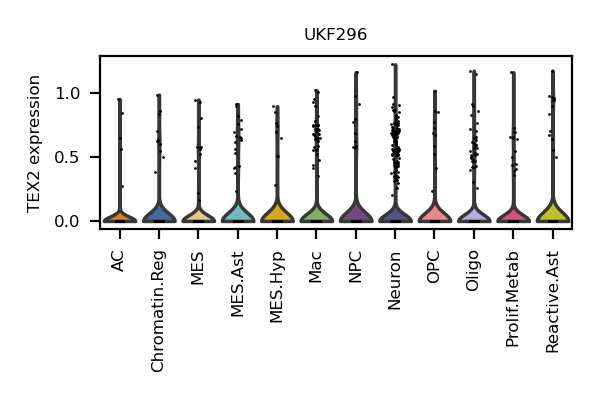 UKF296
TEX2 expression
1.0
0.5
0.0
AC
Chromatin.Reg
MES
MES.Ast
MES.Hyp
Mac
NPC
Neuron
OPC
Oligo
Prolif.Metab
Reactive.Ast